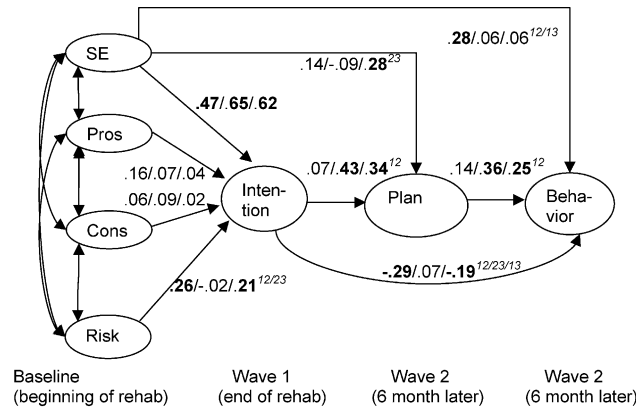 .28/.06/.06 12/13
SE
.14/-.09/.28 23
.47/.65/.62
Pros
.16/.07/.04
.07/.43/.34 12
.14/.36/.25 12
Inten-
tion
Plan
Beha-
vior
.06/.09/.02
Cons
-.29/.07/-.19 12/23/13
.26/-.02/.21 12/23
Risk
Baseline
(beginning of rehab)
Wave 1
(end of rehab)
Wave 2
(6 month later)
Wave 2
(6 month later)